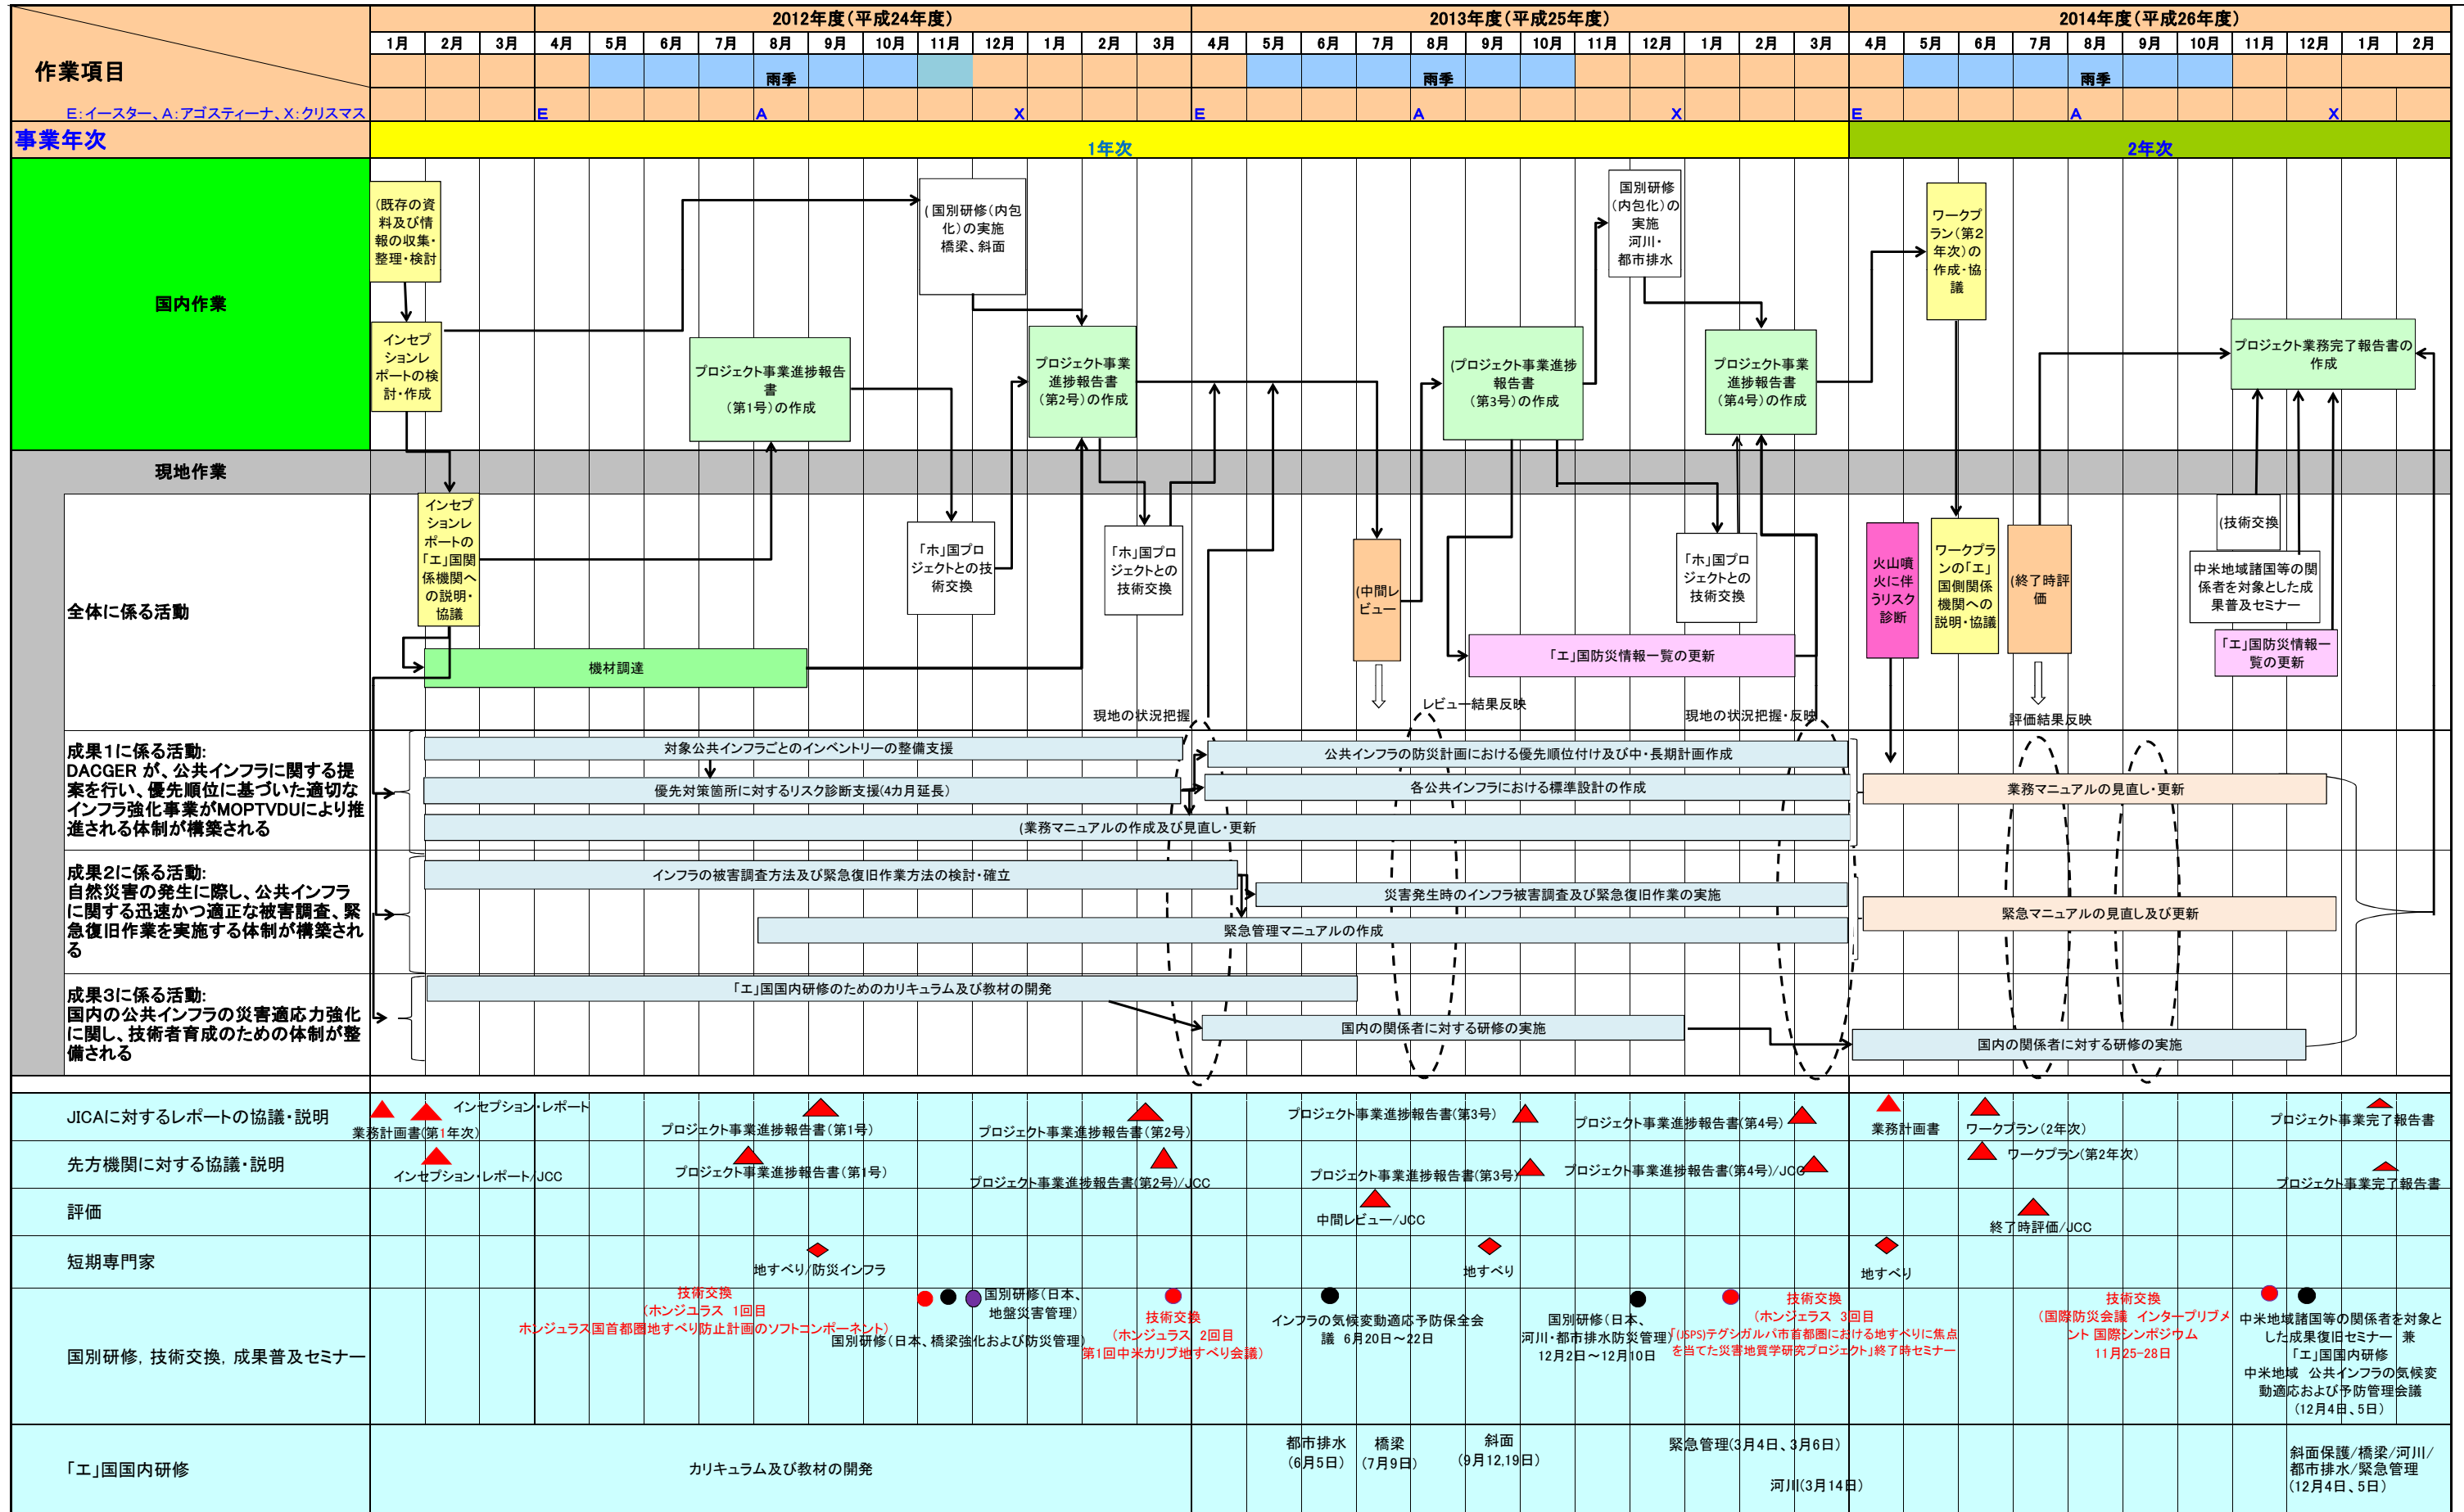 2012年度(平成24年度)
2013年度(平成25年度)
2014年度(平成26年度)
作業項目
1月 2月 3月 4月 5月 6月 7月 8月 9月 10月 11月 12月 1月 2月 3月 4月 5月 6月 7月 8月 9月 10月 11月 12月 1月 2月 3月 4月 5月 6月 7月 8月 9月 10月 11月 12月 1月 2月
雨季
雨季
雨季
E:イースター、A:アゴスティーナ、X:クリスマス
E A X E A X E A X
事業年次
1年次
2年次
国内作業
(既存の資
料及び情
報の収集・
整理・検討
インセプ
ションレ
ポートの検
討・作成
プロジェクト事業進捗報告
書
(第1号)の作成
(国別研修(内包
化)の実施
橋梁、斜面
プロジェクト事業
進捗報告書
(第2号)の作成
(プロジェクト事業進捗
報告書
(第3号)の作成
国別研修
(内包化)の
実施
河川・
都市排水
プロジェクト事業
進捗報告書
(第4号)の作成
ワークプ
ラン(第2
年次)の
作成・協
議
プロジェクト業務完了報告書の
作成
現地作業
全体に係る活動
インセプ
ションレ
ポートの
「エ」国関
係機関へ
の説明・
協議
機材調達
「ホ」国プロ
ジェクトとの技
術交換
「ホ」国プロ
ジェクトとの
技術交換
(中間レ
ビュー
「エ」国防災情報一覧の更新
「ホ」国プロ
ジェクトとの
技術交換
火山噴
火に伴
うリスク
診断
ワークプラ
ンの「エ」
国側関係
機関への
説明・協議
(終了時評
価
(技術交換
中米地域諸国等の関
係者を対象とした成
果普及セミナー
「エ」国防災情報一
覧の更新
現地の状況把握
レビュー結果反映
現地の状況把握・反映
評価結果反映
成果1に係る活動:
DACGER が、公共インフラに関する提
案を行い、優先順位に基づいた適切な
インフラ強化事業がMOPTVDUにより推
進される体制が構築される
対象公共インフラごとのインベントリーの整備支援
優先対策箇所に対するリスク診断支援(4カ月延長)
(業務マニュアルの作成及び見直し・更新
公共インフラの防災計画における優先順位付け及び中・長期計画作成
各公共インフラにおける標準設計の作成
業務マニュアルの見直し・更新
成果2に係る活動:
自然災害の発生に際し、公共インフラ
に関する迅速かつ適正な被害調査、緊
急復旧作業を実施する体制が構築され
る
インフラの被害調査方法及び緊急復旧作業方法の検討・確立
災害発生時のインフラ被害調査及び緊急復旧作業の実施
緊急管理マニュアルの作成
緊急マニュアルの見直し及び更新
成果3に係る活動:
国内の公共インフラの災害適応力強化
に関し、技術者育成のための体制が整
備される
「エ」国国内研修のためのカリキュラム及び教材の開発
国内の関係者に対する研修の実施
国内の関係者に対する研修の実施
JICAに対するレポートの協議・説明
インセプション・レポート
業務計画書(第1年次)
プロジェクト事業進捗報告書(第1号)
プロジェクト事業進捗報告書(第2号)
プロジェクト事業進捗報告書(第3号)
プロジェクト事業進捗報告書(第4号)
業務計画書
ワークプラン(2年次)
プロジェクト事業完了報告書
先方機関に対する協議・説明
インセプション・レポート/JCC
プロジェクト事業進捗報告書(第1号)
プロジェクト事業進捗報告書(第2号)/JCC
プロジェクト事業進捗報告書(第3号)
プロジェクト事業進捗報告書(第4号)/JCC
ワークプラン(第2年次)
プロジェクト事業完了報告書
評価
中間レビュー/JCC
終了時評価/JCC
短期専門家
地すべり/防災インフラ
地すべり
地すべり
国別研修, 技術交換, 成果普及セミナー
技術交換
(ホンジュラス 1回目
ホンジュラス国首都圏地すべり防止計画のソフトコンポーネント)
国別研修(日本、
地盤災害管理)
国別研修(日本、橋梁強化および防災管理)
技術交換
(ホンジュラス 2回目
第1回中米カリブ地すべり会議)
インフラの気候変動適応予防保全会
議 6月20日~22日
国別研修(日本、
河川・都市排水防災管理)
12月2日~12月10日
技術交換
(ホンジェラス 3回目
「(JSPS)テグシガルパ市首都圏における地すべりに焦点
を当てた災害地質学研究プロジェクト」終了時セミナー
技術交換
(国際防災会議 インタープリブメ
ント 国際シンポジウム
11月25-28日
中米地域諸国等の関係者を対象と
した成果復旧セミナー 兼
「エ」国国内研修
中米地域 公共インフラの気候変
動適応および予防管理会議
(12月4日、5日)
「エ」国国内研修
カリキュラム及び教材の開発
都市排水
(6月5日)
橋梁
(7月9日)
斜面
(9月12,19日)
緊急管理(3月4日、3月6日)
河川(3月14日)
斜面保護/橋梁/河川/
都市排水/緊急管理
(12月4日、5日)